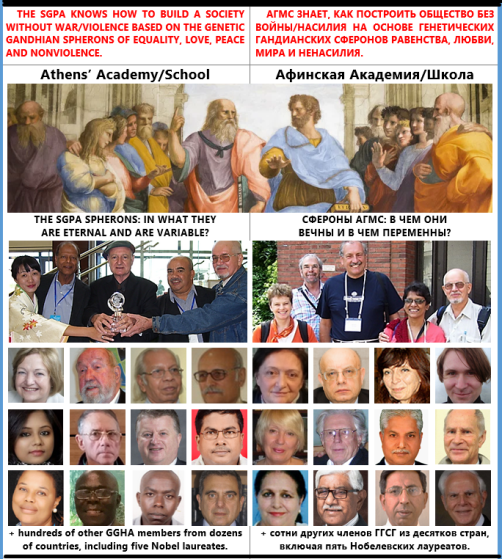 THE SGPA KNOWS HOW TO BUILD A SOCIETY
WITHOUT WAR/VIOLENCE BASED ON THE GENETIC
GANDHIAN SPHERONS OF EQUALITY, LOVE, PEACE
AND NONVIOLENCE.
АГМС ЗНАЕТ, КАК ПОСТРОИТЬ ОБЩЕСТВО БЕЗ
ВОЙНЫ/НАСИЛИЯ НА ОСНОВЕ ГЕНЕТИЧЕСКИХ
ГАНДИАНСКИХ СФЕРОНОВ РАВЕНСТВА, ЛЮБВИ,
МИРА И НЕНАСИЛИЯ.
Athens’ Academy/School
Афинская Академия/Школа
THE SGPA SPHERONS: IN WHAT THEY
ARE ETERNAL AND ARE VARIABLE?
СФЕРОНЫ АГМС: В ЧЕМ ОНИ
ВЕЧНЫ И В ЧЕМ ПЕРЕМЕННЫ?
+ hundreds of other GGHA members from dozens
of countries, including five Nobel laureates.
+ сотни других членов ГГСГ из десятков стран,
включая пять Нобелевских лауреатов.